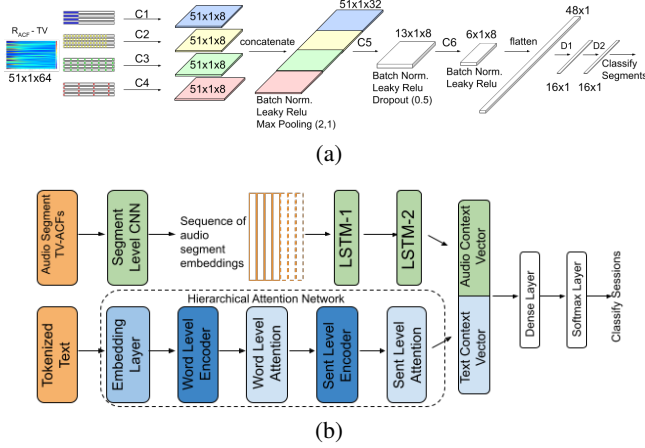 R_ACF - TV
51x1x64
C1
C2
C3
C4
51x1x8
51x1x8
51x1x8
51x1x8
concatenate
51x1x32
Batch Norm.
Leaky Relu
Max Pooling (2,1)
C5
13x1x8
Batch Norm.
Leaky Relu
Dropout (0.5)
C6
6x1x8
Batch Norm.
Leaky Relu
flatten
48x1
D1
16x1
D2
16x1
Classify
Segments
(a)
Audio Segment
TV-ACFs
Segment
Level CNN
Sequence of
audio
segment
embeddings
LSTM-1
LSTM-2
Audio Context
Vector
Text Context
Vector
Dense Layer
Softmax Layer
Classify Sessions
Hierarchical Attention Network
Tokenized
Text
Embedding
Layer
Word Level
Encoder
Word Level
Attention
Sent Level
Encoder
Sent Level
Attention
(b)